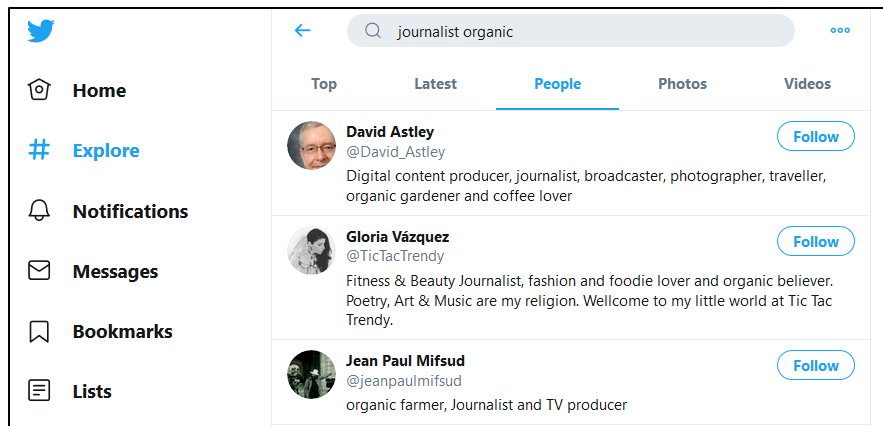 journalist organic
Top
Latest
People
Photos
Videos
Home
Explore
Notifications
Messages
Bookmarks
Lists
David Astley
@David_Astley
Follow
Digital content producer, journalist, broadcaster, photographer, traveller,
organic gardener and coffee lover
Gloria Vázquez
@TicTacTrendy
Follow
Fitness & Beauty Journalist, fashion and foodie lover and organic believer.
Poetry, Art & Music are my religion. Wellcome to my little world at Tic Tac
Trendy.
Jean Paul Mifsud
@jeanpaulmifsud
Follow
organic farmer, Journalist and TV producer